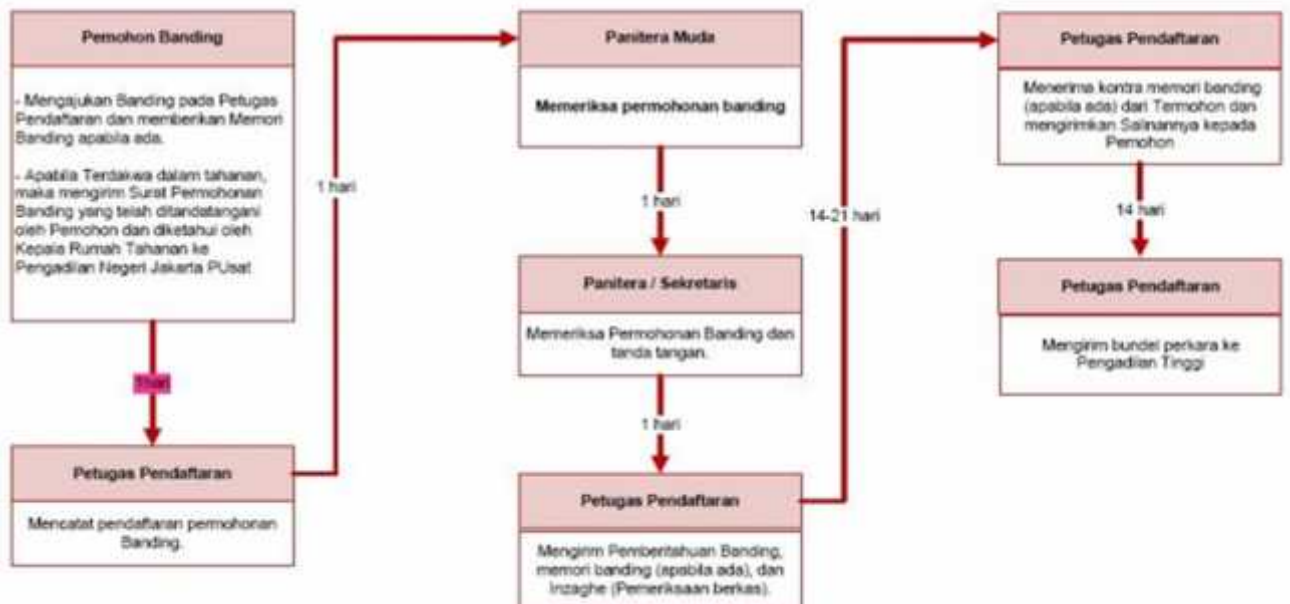 Pemohon Banding
- Mengajukan Banding pada Petugas
Pendaftaran dan memberikan Memori
Banding apabila ada.
- Apabila Terdakwa dalam tahanan,
maka mengirim Surat Permohonan
Banding yang telah ditandatangani
oleh Pemohon dan diketahui oleh
Kepala Rumah Tahanan ke
Pengadilan Negeri Jakarta PUsat
1hari
Petugas Pendaftaran
Mencatat pendaftaran permohonan
Banding.
1 hari
Panitera Muda
Memeriksa permohonan banding
1 hari
Panitera / Sekretaris
Memeriksa Permohonan Banding dan
tanda tangan.
1 hari
Petugas Pendaftaran
Mengirim Pemberitahuan Banding,
memori banding (apabila ada), dan
Inzaghe (Pemeriksaan berkas).
14-21 hari
Petugas Pendaftaran
Menerima kontra memori banding
(apabila ada) dari Termohon dan
mengirimkan Salinannya kepada
Pemohon
14 hari
Petugas Pendaftaran
Mengirim bundel perkara ke
Pengadilan Tinggi